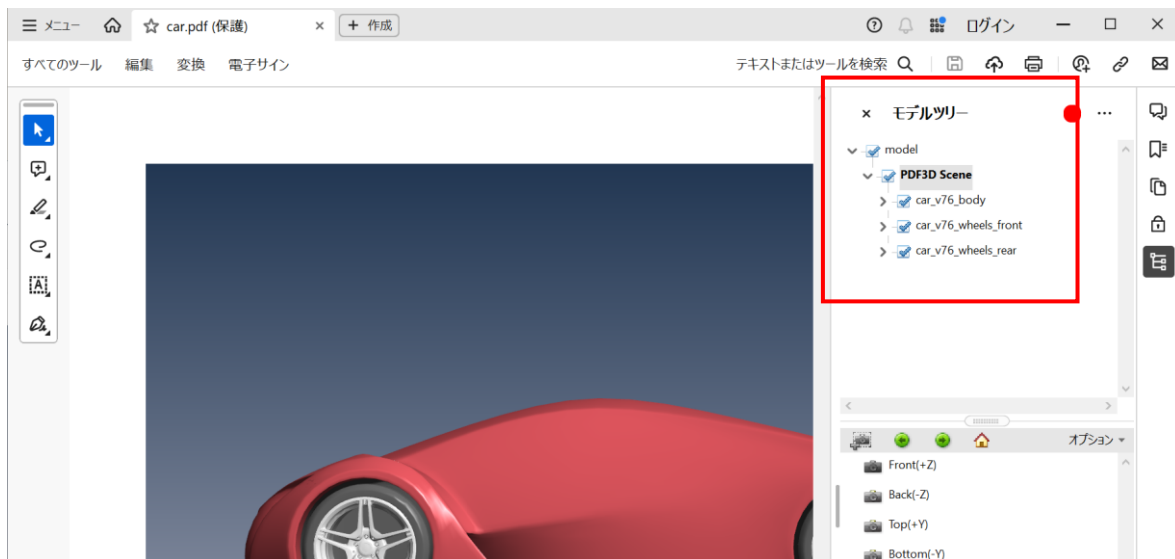 メニュー
car.pdf (保護)
作成
ログイン
すべてのツール 編集 変換 電子サイン
テキストまたはツールを検索
モデルツリー
model
PDF3D Scene
car_v76_body
car_v76_wheels_front
car_v76_wheels_rear
オプション
Front(+Z)
Back(-Z)
Top(+Y)
Bottom(-Y)